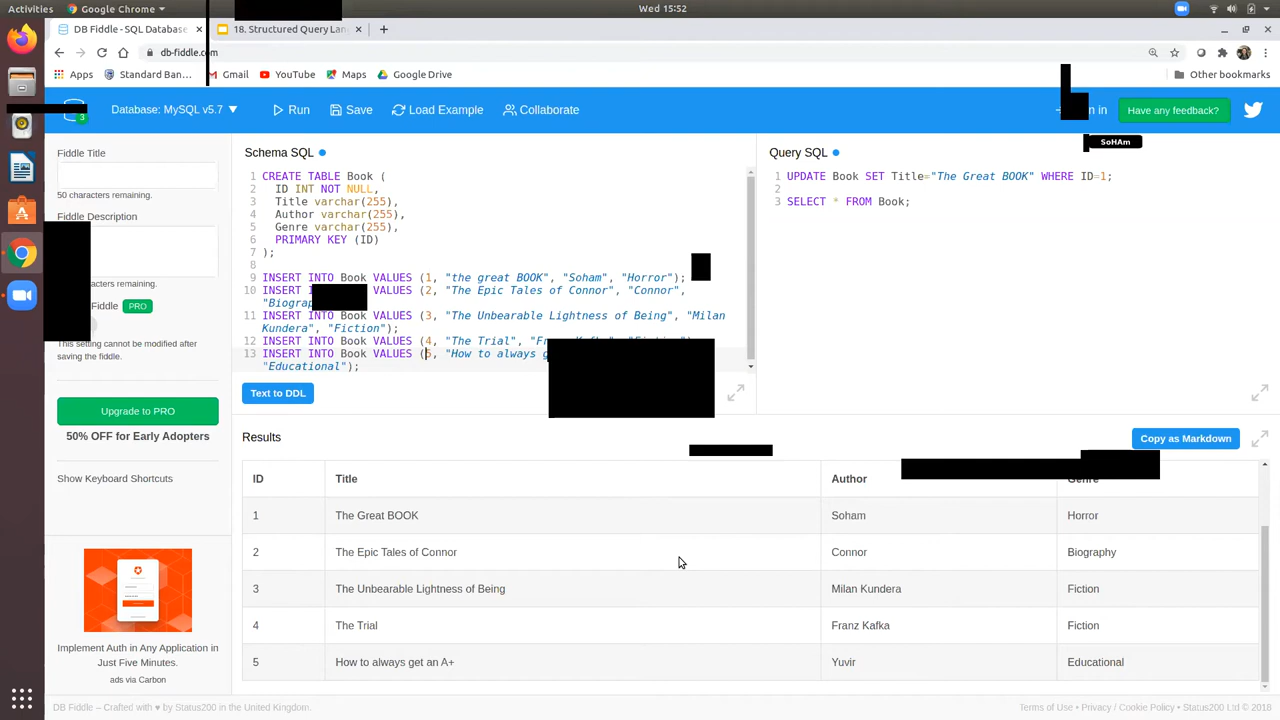 Activities
Google Chrome
Wed 15:52
DB Fiddle - SQL Database
18. Structured Query Lan
db-fiddle.com
Apps
Standard Ban...
Gmail
YouTube
Maps
Google Drive
Other bookmarks
3
Database: MySQL v5.7
Run
Save
Load Example
Collaborate
in
Have any feedback?
SoHAm
Fiddle Title
50 characters remaining.
Fiddle Description
characters remaining.
Fiddle PRO
This setting cannot be modified after
saving the fiddle.
Upgrade to PRO
50% OFF for Early Adopters
Show Keyboard Shortcuts
Implement Auth in Any Application in
Just Five Minutes.
ads via Carbon
Schema SQL
1 CREATE TABLE Book (
2 ID INT NOT NULL,
3 Title varchar(255),
4 Author varchar(255),
5 Genre varchar(255),
6 PRIMARY KEY (ID)
7 );
8
9 INSERT INTO Book VALUES (1, "the great BOOK", "Soham", "Horror");
10 INSERT Book VALUES (2, "The Epic Tales of Connor", "Connor",
11 INSERT INTO Book VALUES (3, "The Unbearable Lightness of Being", "Milan
Kundera", "Fiction");
12 INSERT INTO Book VALUES (4, "The Trial",
13 INSERT INTO Book VALUES (5, "How to always
"Educational");
Text to DDL
Query SQL
1 UPDATE Book SET Title="The Great BOOK" WHERE ID=1;
2
3 SELECT * FROM Book;
Results
Copy as Markdown
ID Title Author Genre
1 The Great BOOK Soham Horror
2 The Epic Tales of Connor Connor Biography
3 The Unbearable Lightness of Being Milan Kundera Fiction
4 The Trial Franz Kafka Fiction
5 How to always get an A+ Yuvir Educational
DB Fiddle - Crafted with ♥ by Status200 in the United Kingdom.
Terms of Use • Privacy / Cookie Policy • Status200 Ltd © 2018